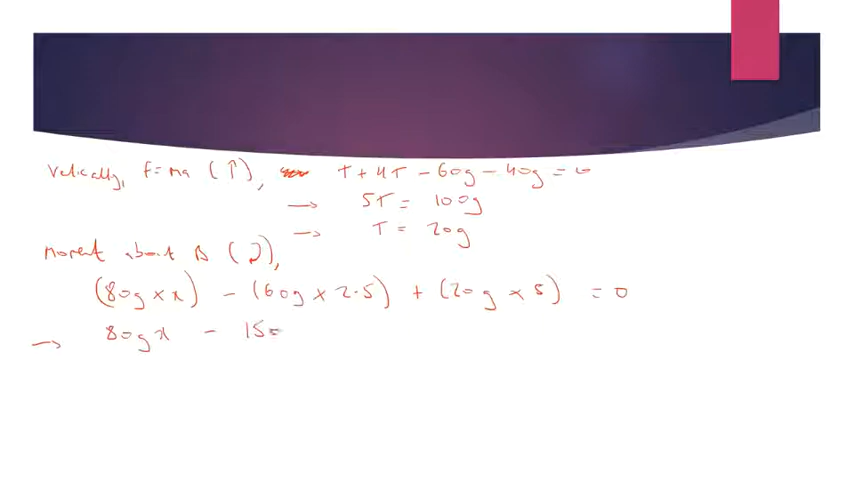 Vertically, F=ma (↑), T + 4T - 60g - 40g = 0
→ 5T = 100g
→ T = 20g
Moment about B (↻),
(80g × x) - (60g × 2.5) + (20g × 5) = 0
→ 80gx - 150